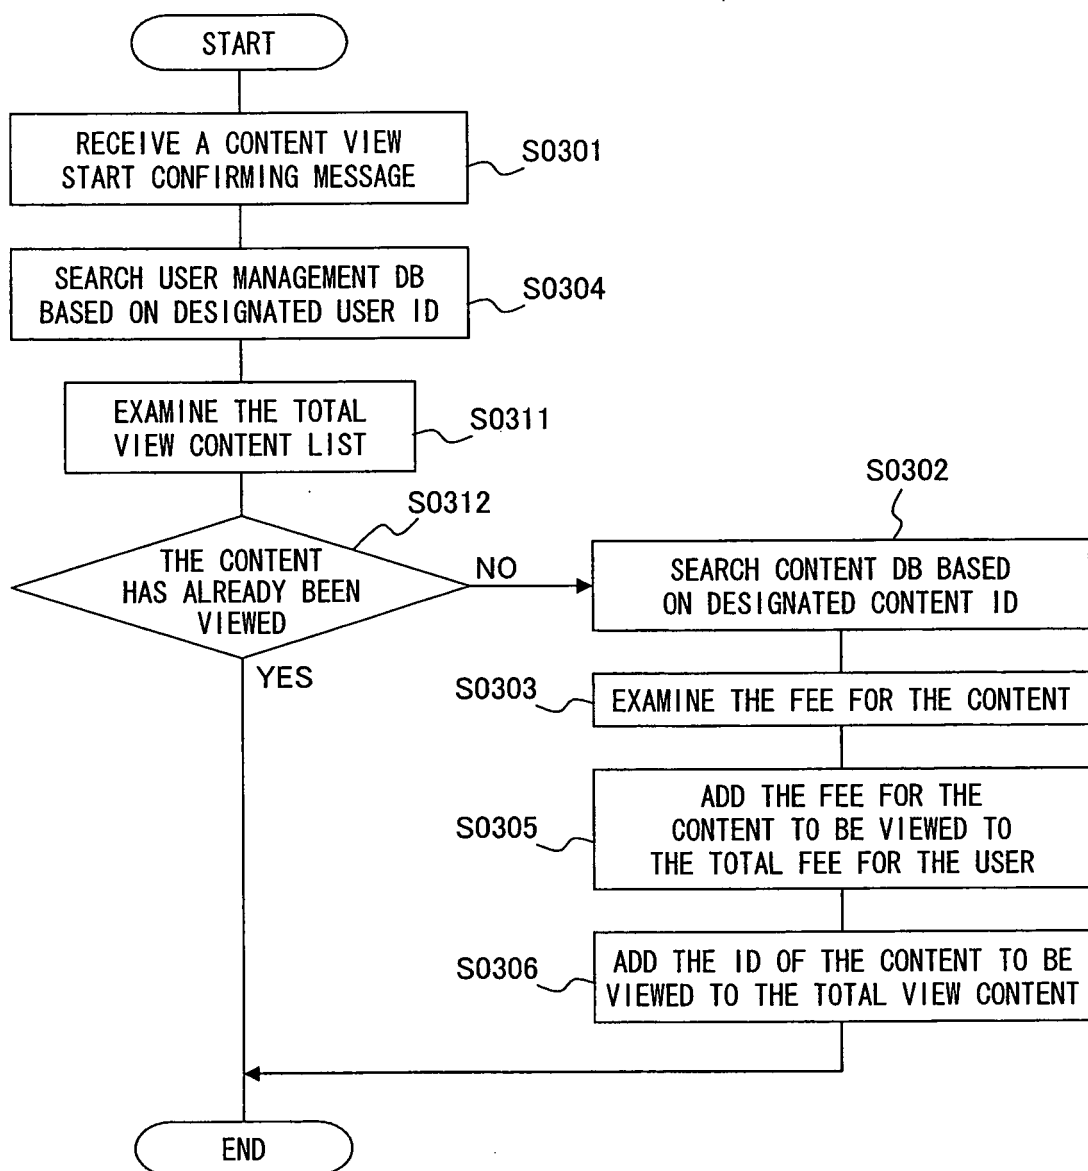 START
RECEIVE A CONTENT VIEW
START CONFIRMING MESSAGE
S0301
SEARCH USER MANAGEMENT DB
BASED ON DESIGNATED USER ID
S0304
EXAMINE THE TOTAL
VIEW CONTENT LIST
S0311
S0312
THE CONTENT
HAS ALREADY BEEN
VIEWED
NO
YES
S0302
SEARCH CONTENT DB BASED
ON DESIGNATED CONTENT ID
S0303
EXAMINE THE FEE FOR THE CONTENT
S0305
ADD THE FEE FOR THE
CONTENT TO BE VIEWED TO
THE TOTAL FEE FOR THE USER
S0306
ADD THE ID OF THE CONTENT TO BE
VIEWED TO THE TOTAL VIEW CONTENT
END